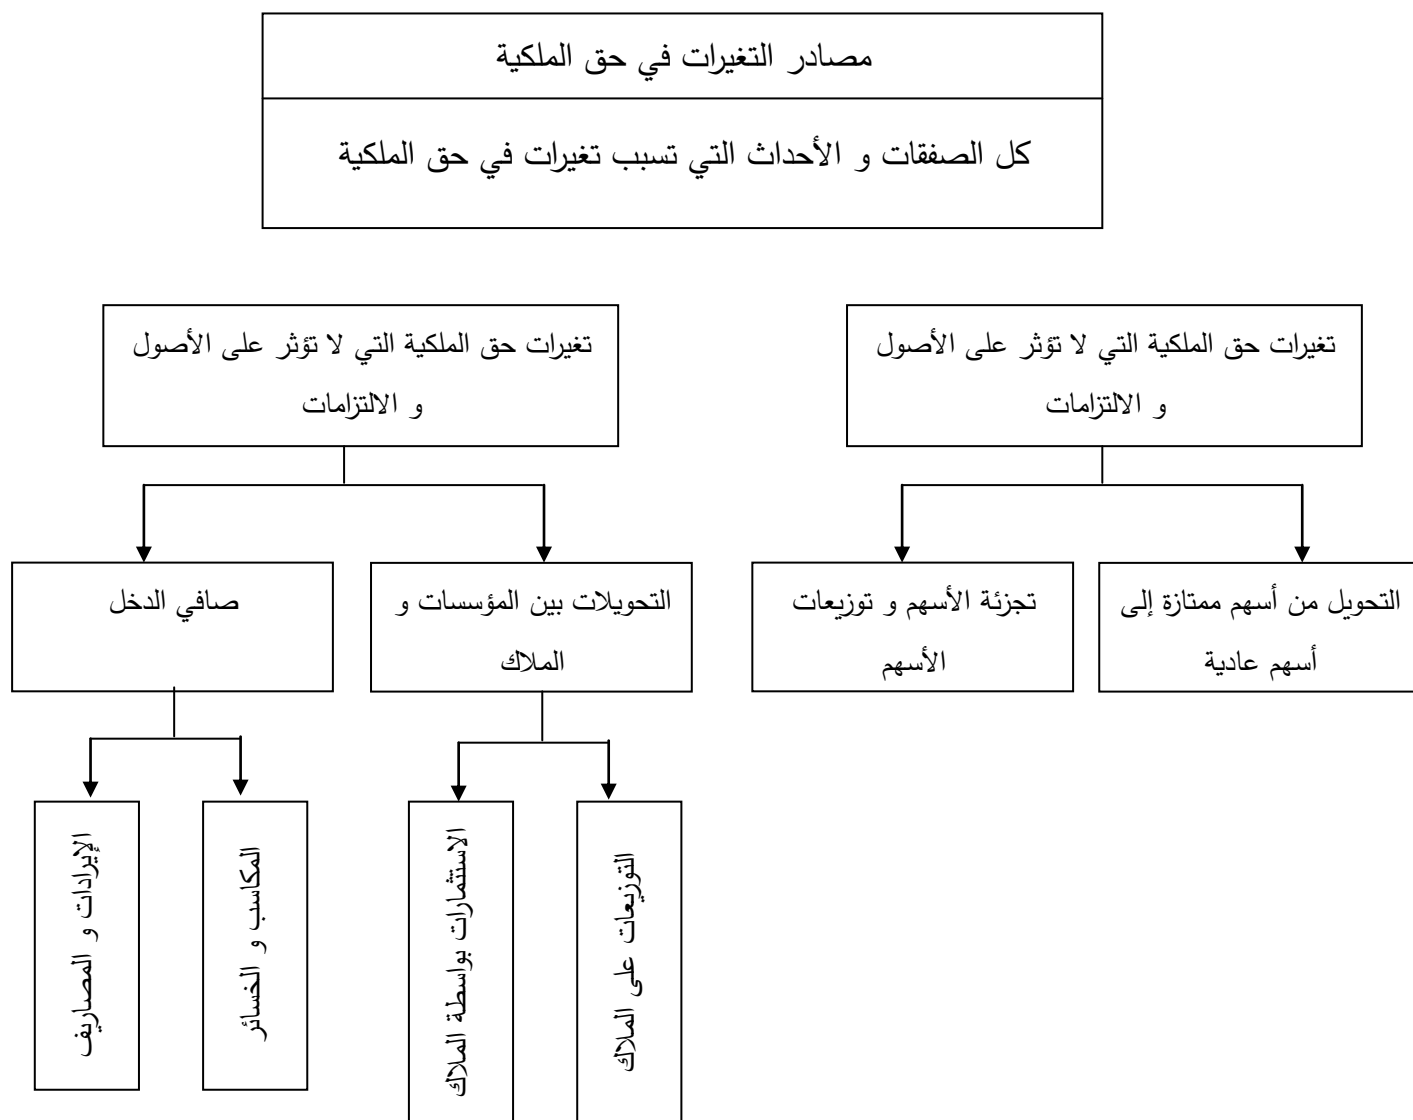 مصادر التغيرات في حق الملكية
كل الصفقات و الأحداث التي تسبب تغيرات في حق الملكية
تغيرات حق الملكية التي لا تؤثر على الأصول
و الالتزامات
تغيرات حق الملكية التي لا تؤثر على الأصول
و الالتزامات
التحويل من أسهم ممتازة إلى
أسهم عادية
تجزئة الأسهم و توزيعات
الأسهم
التحويلات بين المؤسسات و
الملاك
صافي الدخل
التوزيعات على الملاك
الاستثمارات بواسطة الملاك
المكاسب و الخسائر
الإيرادات و المصاريف